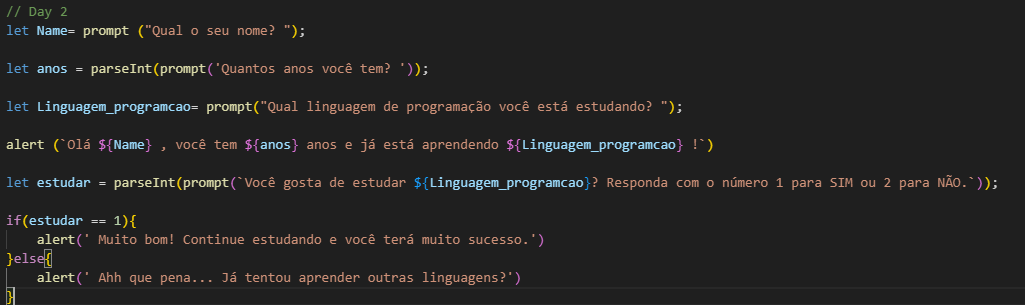 // Day 2
let Name= prompt ("Qual o seu nome? ");
let anos = parseInt(prompt('Quantos anos você tem? '));
let Linguagem_programcao= prompt("Qual linguagem de programação você está estudando? ");
alert (`Olá ${Name} , você tem ${anos} anos e já está aprendendo ${Linguagem_programcao} !`)
let estudar = parseInt(prompt(`Você gosta de estudar ${Linguagem_programcao}? Responda com o número 1 para SIM ou 2 para NÃO.`));
if(estudar == 1){
    alert(' Muito bom! Continue estudando e você terá muito sucesso.')
}else{
    alert(' Ahh que pena... Já tentou aprender outras linguagens?')
}